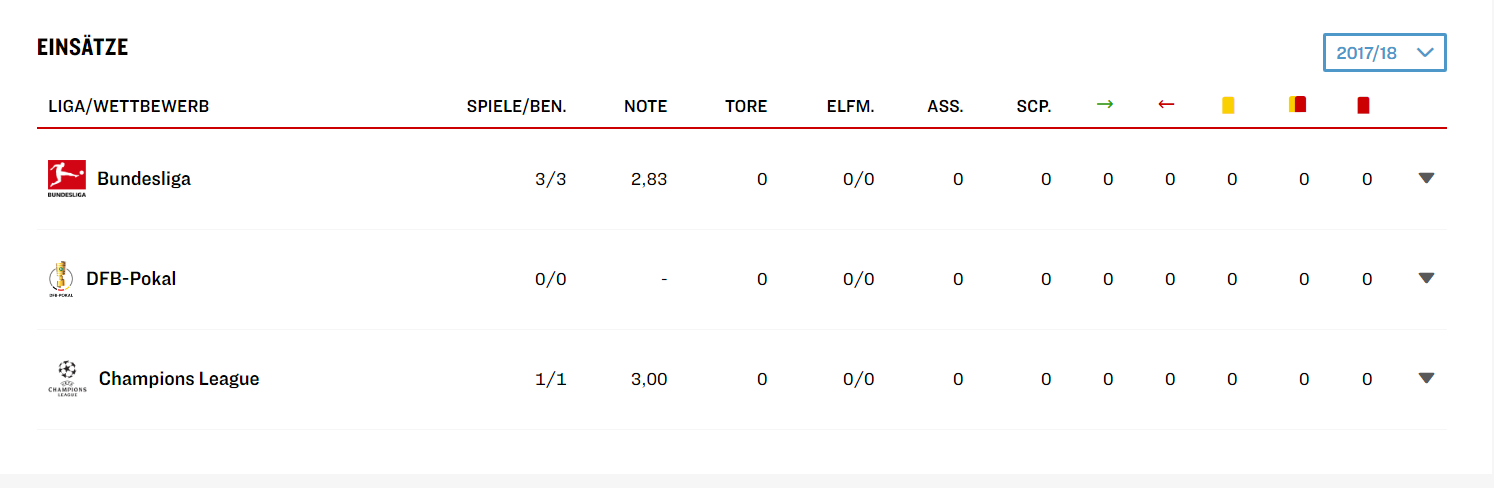 EINSÄTZE
2017/18
LIGA/WETTBEWERB SPIELE/BEN. NOTE TORE ELFM. ASS. SCP. → ←
BUNDESLIGA
Bundesliga 3/3 2,83 0 0/0 0 0 0 0 0 0 0
DFB-POKAL
DFB-Pokal 0/0 - 0 0/0 0 0 0 0 0 0 0
CHAMPIONS
LEAGUE
Champions League 1/1 3,00 0 0/0 0 0 0 0 0 0 0